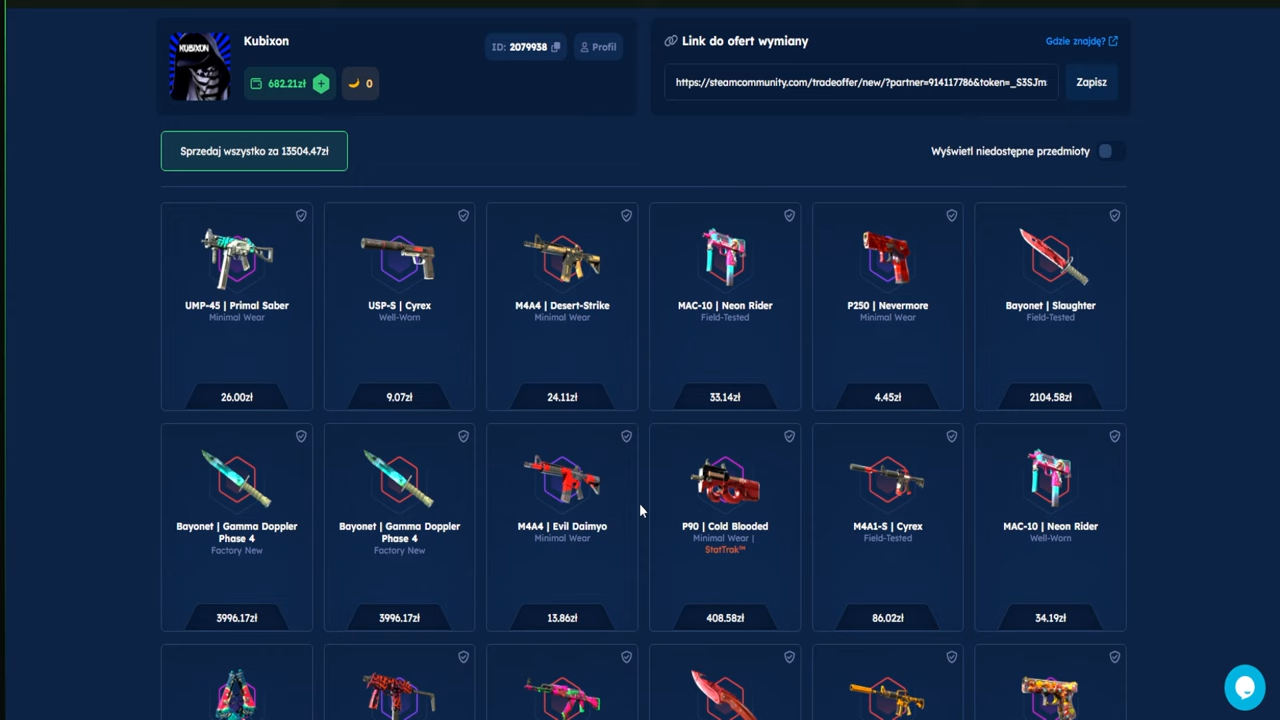 KUBIXON
Kubixon
ID: 2079938
Profil
682.21zł
0
Link do ofert wymiany
Gdzie znajdę?
https://steamcommunity.com/tradeoffer/new/?partner=914117786&token=_S3SJm
Zapisz
Sprzedaj wszystko za 13504.47zł
Wyświetl niedostępne przedmioty
UMP-45 | Primal Saber
Minimal Wear
26.00zł
USP-S | Cyrex
Well-Worn
9.07zł
M4A4 | Desert-Strike
Minimal Wear
24.11zł
MAC-10 | Neon Rider
Field-Tested
33.14zł
P250 | Nevermore
Minimal Wear
4.45zł
Bayonet | Slaughter
Field-Tested
2104.58zł
Bayonet | Gamma Doppler
Phase 4
Factory New
3996.17zł
Bayonet | Gamma Doppler
Phase 4
Factory New
3996.17zł
M4A4 | Evil Daimyo
Minimal Wear
13.86zł
P90 | Cold Blooded
Minimal Wear |
StatTrak™
408.58zł
M4A1-S | Cyrex
Field-Tested
86.02zł
MAC-10 | Neon Rider
Well-Worn
34.19zł